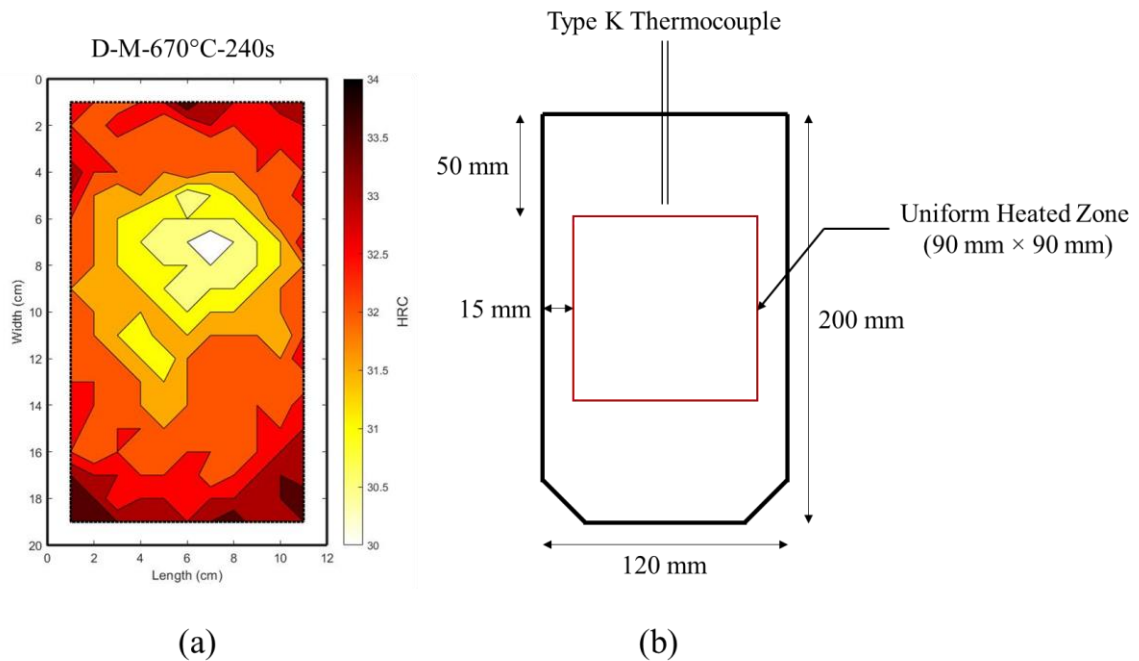 D-M-670°C-240s
0
2
4
6
8
10
12
14
16
18
20
Width (cm)
0
2
4
6
8
10
12
Length (cm)
34
33.5
33
32.5
32
31.5
31
30.5
30
HRC
(a)
Type K Thermocouple
50 mm
Uniform Heated Zone
(90 mm × 90 mm)
15 mm
200 mm
120 mm
(b)